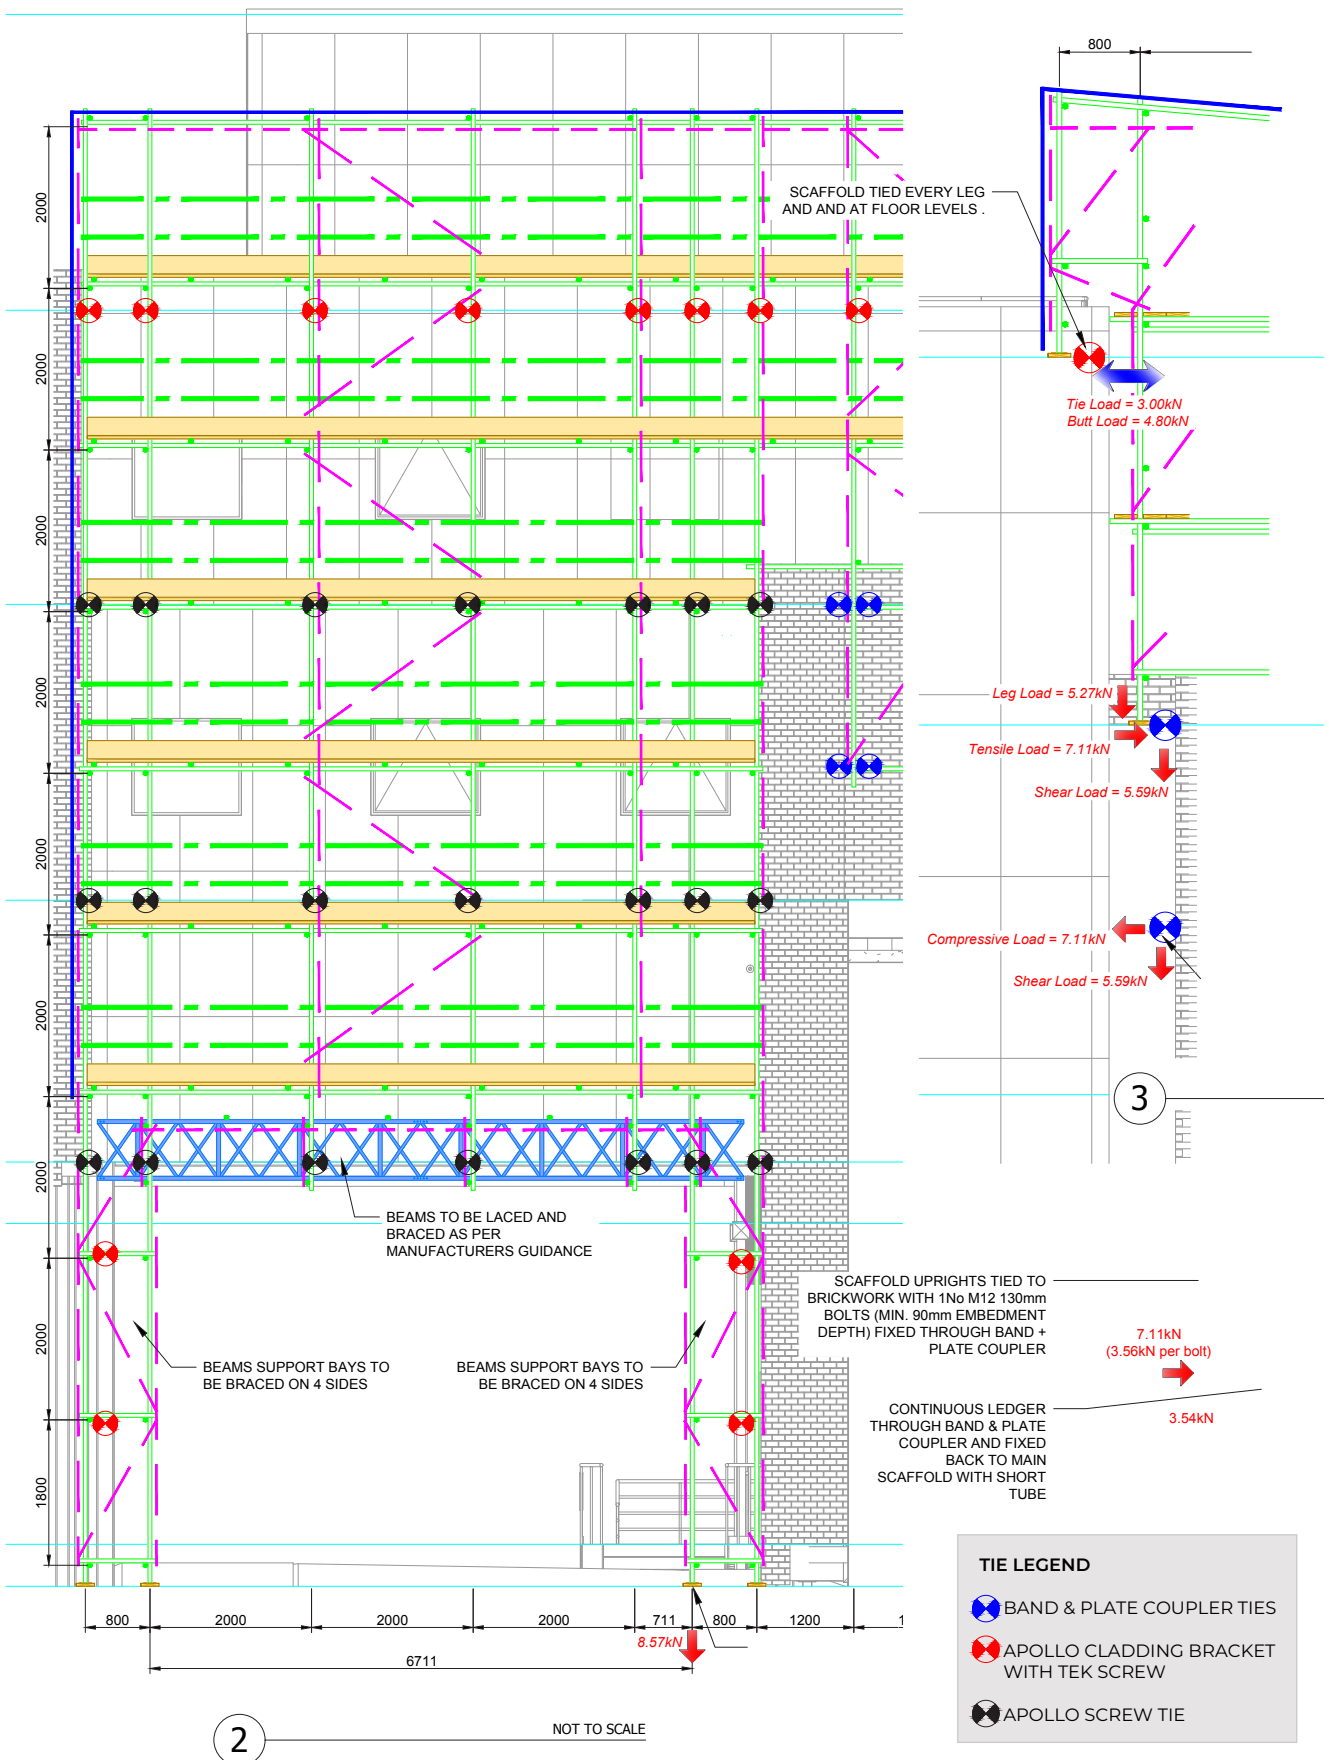 800
SCAFFOLD TIED EVERY LEG
AND AND AT FLOOR LEVELS .
2000
2000
2000
2000
2000
2000
2000
2000
1800
Tie Load = 3.00kN
Butt Load = 4.80kN
Leg Load = 5.27kN
Tensile Load = 7.11kN
Shear Load = 5.59kN
Compressive Load = 7.11kN
Shear Load = 5.59kN
3
BEAMS TO BE LACED AND
BRACED AS PER
MANUFACTURERS GUIDANCE
BEAMS SUPPORT BAYS TO
BE BRACED ON 4 SIDES
BEAMS SUPPORT BAYS TO
BE BRACED ON 4 SIDES
SCAFFOLD UPRIGHTS TIED TO
BRICKWORK WITH 1No M12 130mm
BOLTS (MIN. 90mm EMBEDMENT
DEPTH) FIXED THROUGH BAND +
PLATE COUPLER
7.11kN
(3.56kN per bolt)
3.54kN
CONTINUOUS LEDGER
THROUGH BAND & PLATE
COUPLER AND FIXED
BACK TO MAIN
SCAFFOLD WITH SHORT
TUBE
800 2000 2000 2000 711 800 1200 1
8.57kN
6711
2
NOT TO SCALE
TIE LEGEND
BAND & PLATE COUPLER TIES
APOLLO CLADDING BRACKET
WITH TEK SCREW
APOLLO SCREW TIE